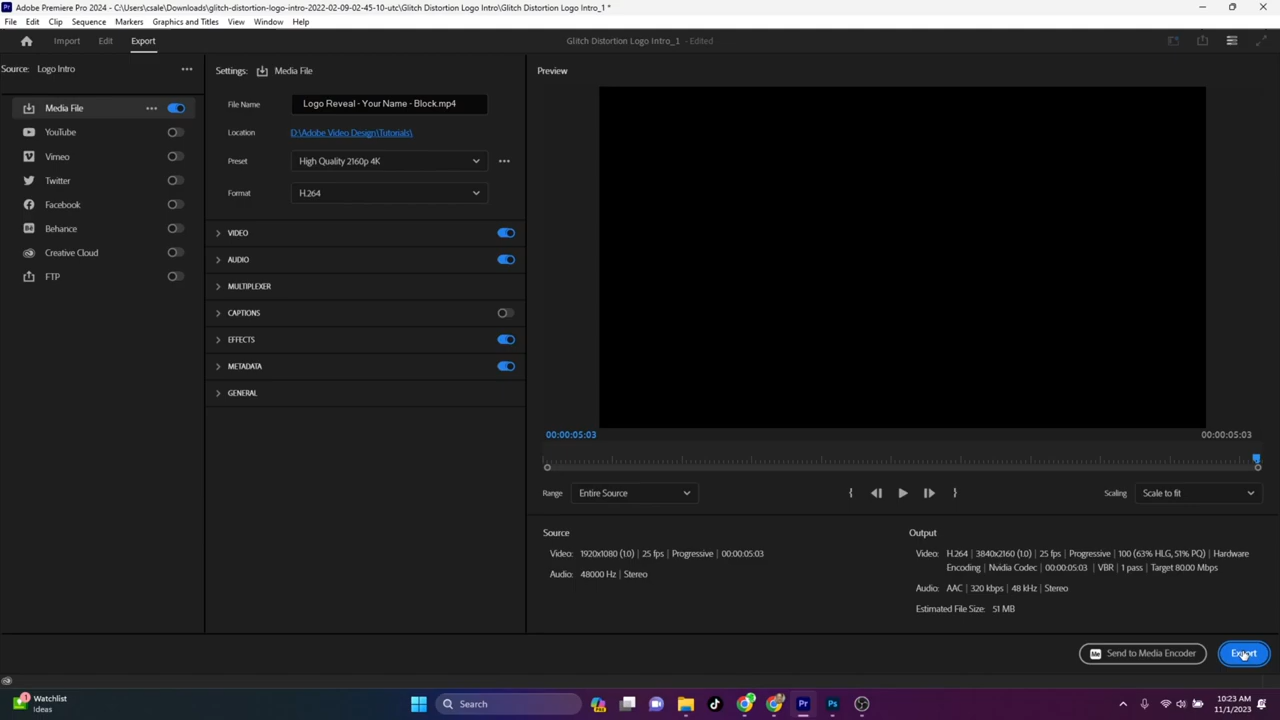 Adobe Premiere Pro 2024 - C:\Users\csale\Downloads\glitch-distortion-logo-intro-2022-02-09-02-45-10-utc\Glitch Distortion Logo Intro\Glitch Distortion Logo Intro_1 *
File Edit Clip Sequence Markers Graphics and Titles View Window Help
Import Edit Export
Glitch Distortion Logo Intro_1 - Edited
Source: Logo Intro
Media File
YouTube
Vimeo
Twitter
Facebook
Behance
Creative Cloud
FTP
Settings: Media File
File Name Logo Reveal - Your Name - Block.mp4
Location D:\Adobe Video Design\Tutorials\
Preset High Quality 2160p 4K
Format H.264
VIDEO
AUDIO
MULTIPLEXER
CAPTIONS
EFFECTS
METADATA
GENERAL
Preview
00:00:05:03 00:00:05:03
Range Entire Source
Scaling Scale to fit
Source
Video: 1920x1080 (1.0) | 25 fps | Progressive | 00:00:05:03
Audio: 48000 Hz | Stereo
Output
Video: H.264 | 3840x2160 (1.0) | 25 fps | Progressive | 100 (63% HLG, 51% PQ) | Hardware
Encoding | Nvidia Codec | 00:00:05:03 | VBR | 1 pass | Target 80.00 Mbps
Audio: AAC | 320 kbps | 48 kHz | Stereo
Estimated File Size: 51 MB
Me Send to Media Encoder
Export
1 Watchlist
Ideas
Search
Pr
Ps
10:23 AM
11/1/2023